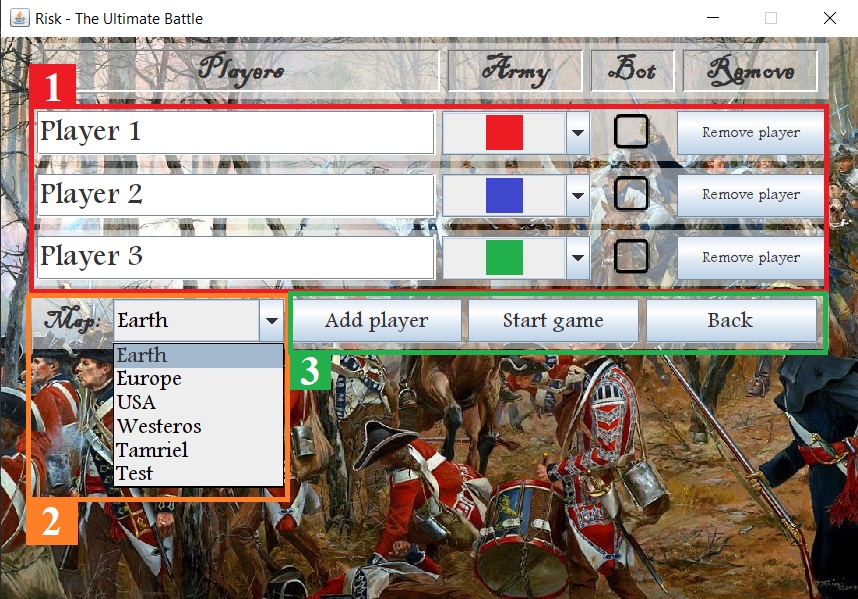 Risk - The Ultimate Battle
Players Army Bot Remove
1
Player 1 Remove player
Player 2 Remove player
Player 3 Remove player
Map: Earth Add player Start game Back
Earth
Europe
USA
Westeros
Tamriel
Test
3
2